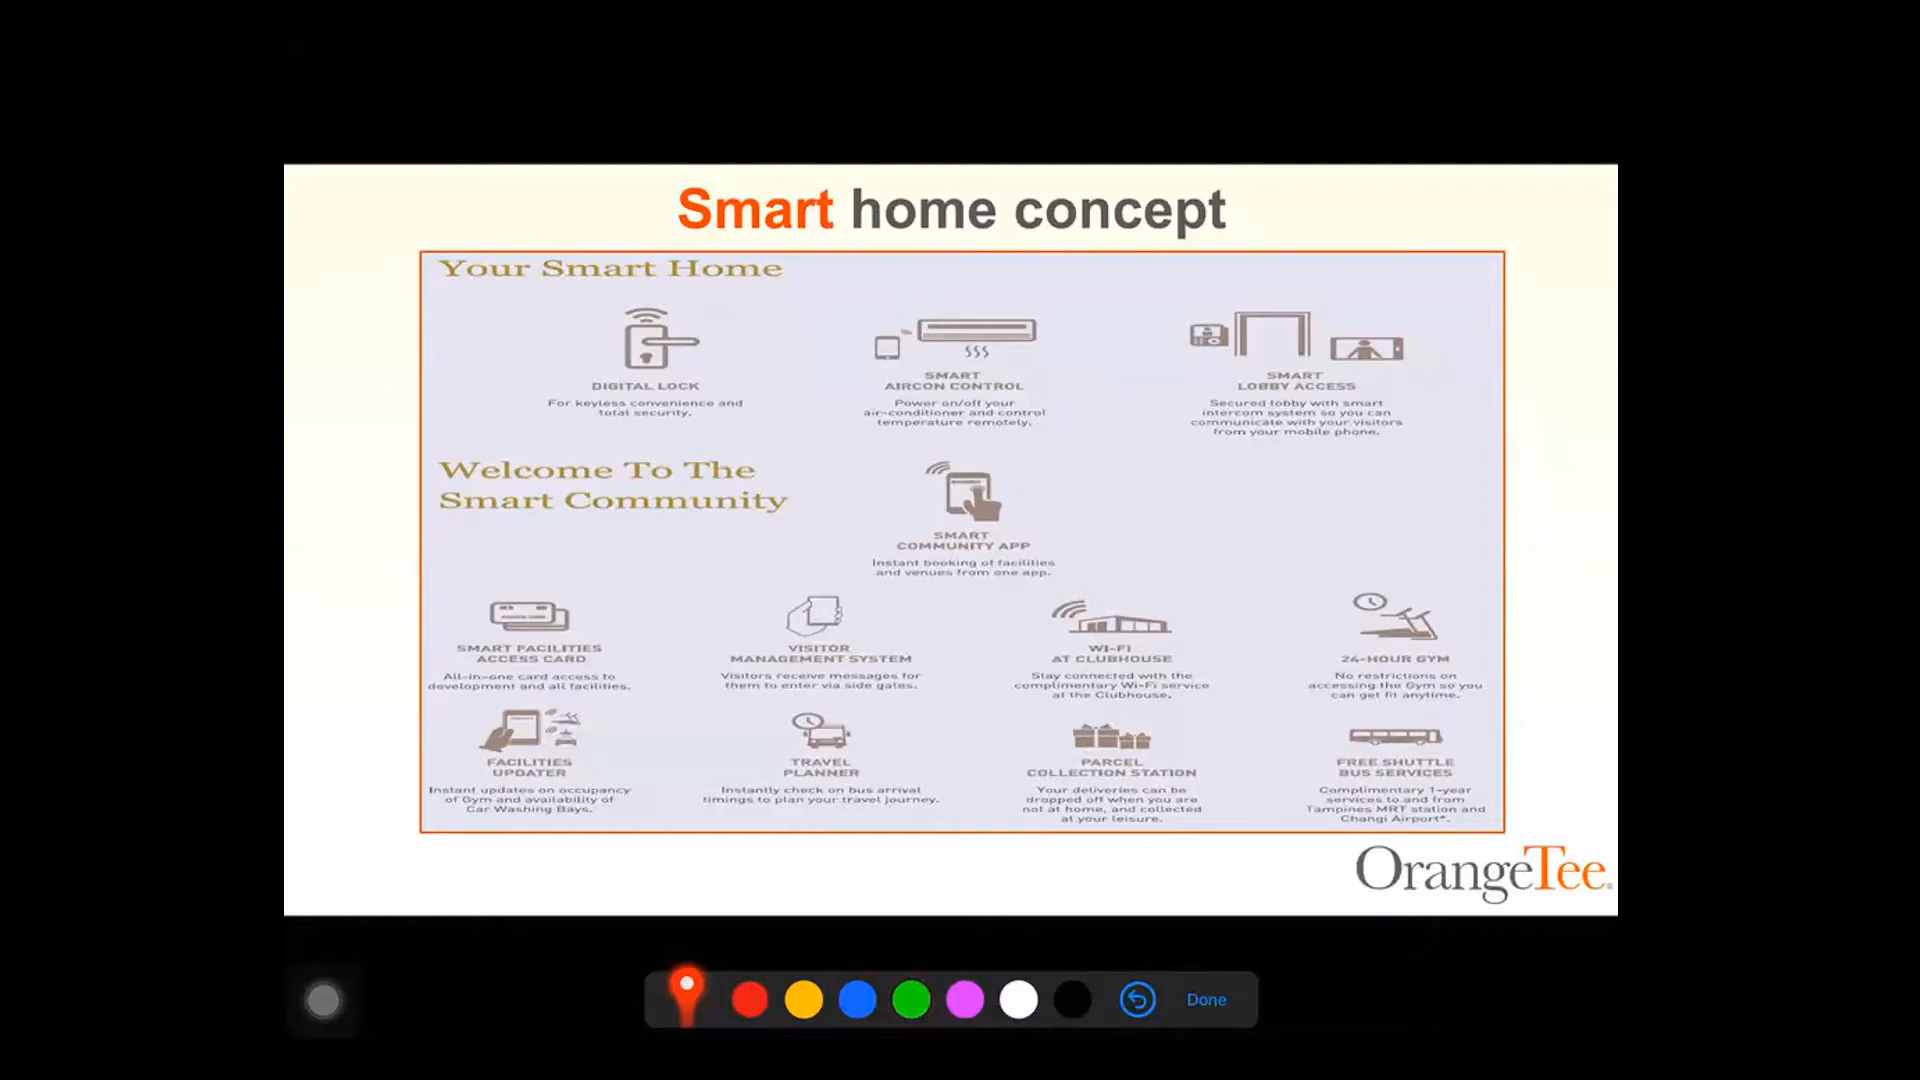 Smart home concept
Your Smart Home
DIGITAL LOCK
For keyless convenience and
total security.
SMART
AIRCON CONTROL
Power on/off your
air-conditioner and control
temperature remotely.
SMART
LOBBY ACCESS
Secured lobby with smart
intercom system so you can
communicate with your visitors
from your mobile phone.
Welcome To The
Smart Community
SMART
COMMUNITY APP
Instant booking of facilities
and venues from one app.
SMART FACILITIES
ACCESS CARD
All-in-one card access to
development and all facilities.
VISITOR
MANAGEMENT SYSTEM
Visitors receive messages for
them to enter via side gates.
WI-FI
AT CLUBHOUSE
Stay connected with the
complimentary Wi-Fi service
at the Clubhouse.
24-HOUR GYM
No restrictions on
accessing the Gym so you
can get fit anytime.
FACILITIES
UPDATER
Instant updates on occupancy
of Gym and availability of
Car Washing Bays.
TRAVEL
PLANNER
Instantly check on bus arrival
timings to plan your travel journey.
PARCEL
COLLECTION STATION
Your deliveries can be
dropped off when you are
not at home, and collected
at your leisure.
FREE SHUTTLE
BUS SERVICES
Complimentary 1-year
services to and from
Tampines MRT station and
Changi Airport*.
OrangeTee
Done